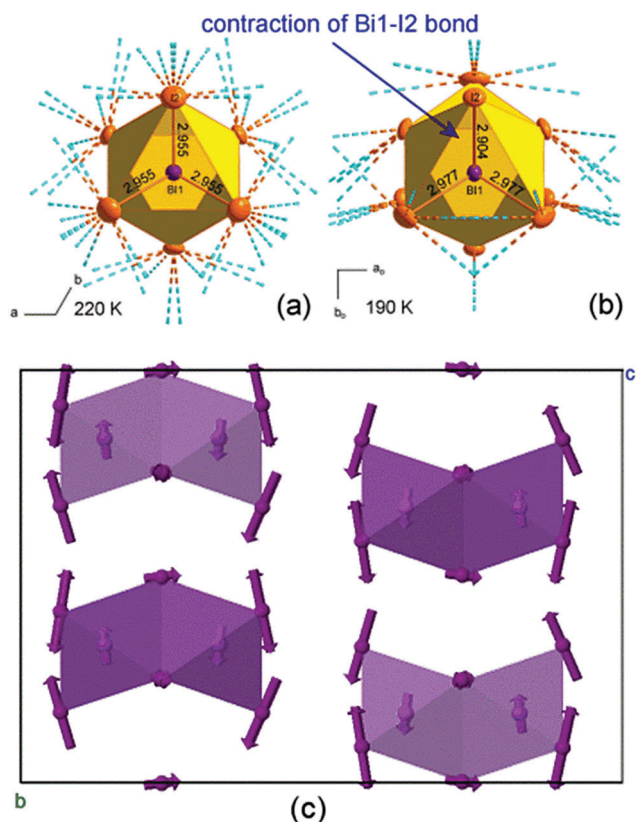 contraction of Bi1-I2 bond
I2
2.955
2.955
2.955
BI1
b
a
220 K
(a)
I2
2.904
2.977
2.977
BI1
a₀
b₀
190 K
(b)
c
b
(c)